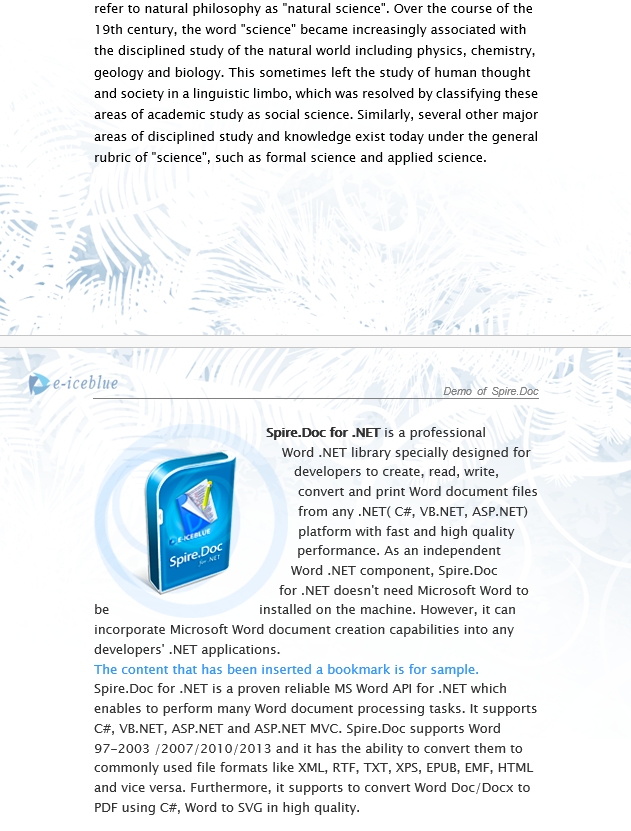 refer to natural philosophy as "natural science". Over the course of the
19th century, the word "science" became increasingly associated with
the disciplined study of the natural world including physics, chemistry,
geology and biology. This sometimes left the study of human thought
and society in a linguistic limbo, which was resolved by classifying these
areas of academic study as social science. Similarly, several other major
areas of disciplined study and knowledge exist today under the general
rubric of "science", such as formal science and applied science.
e-iceblue
Demo of Spire.Doc
E-ICEBLUE
Spire.Doc
for .NET
Spire.Doc for .NET is a professional
Word .NET library specially designed for
developers to create, read, write,
convert and print Word document files
from any .NET( C#, VB.NET, ASP.NET)
platform with fast and high quality
performance. As an independent
Word .NET component, Spire.Doc
for .NET doesn't need Microsoft Word to
be installed on the machine. However, it can
incorporate Microsoft Word document creation capabilities into any
developers' .NET applications.
The content that has been inserted a bookmark is for sample.
Spire.Doc for .NET is a proven reliable MS Word API for .NET which
enables to perform many Word document processing tasks. It supports
C#, VB.NET, ASP.NET and ASP.NET MVC. Spire.Doc supports Word
97-2003 /2007/2010/2013 and it has the ability to convert them to
commonly used file formats like XML, RTF, TXT, XPS, EPUB, EMF, HTML
and vice versa. Furthermore, it supports to convert Word Doc/Docx to
PDF using C#, Word to SVG in high quality.